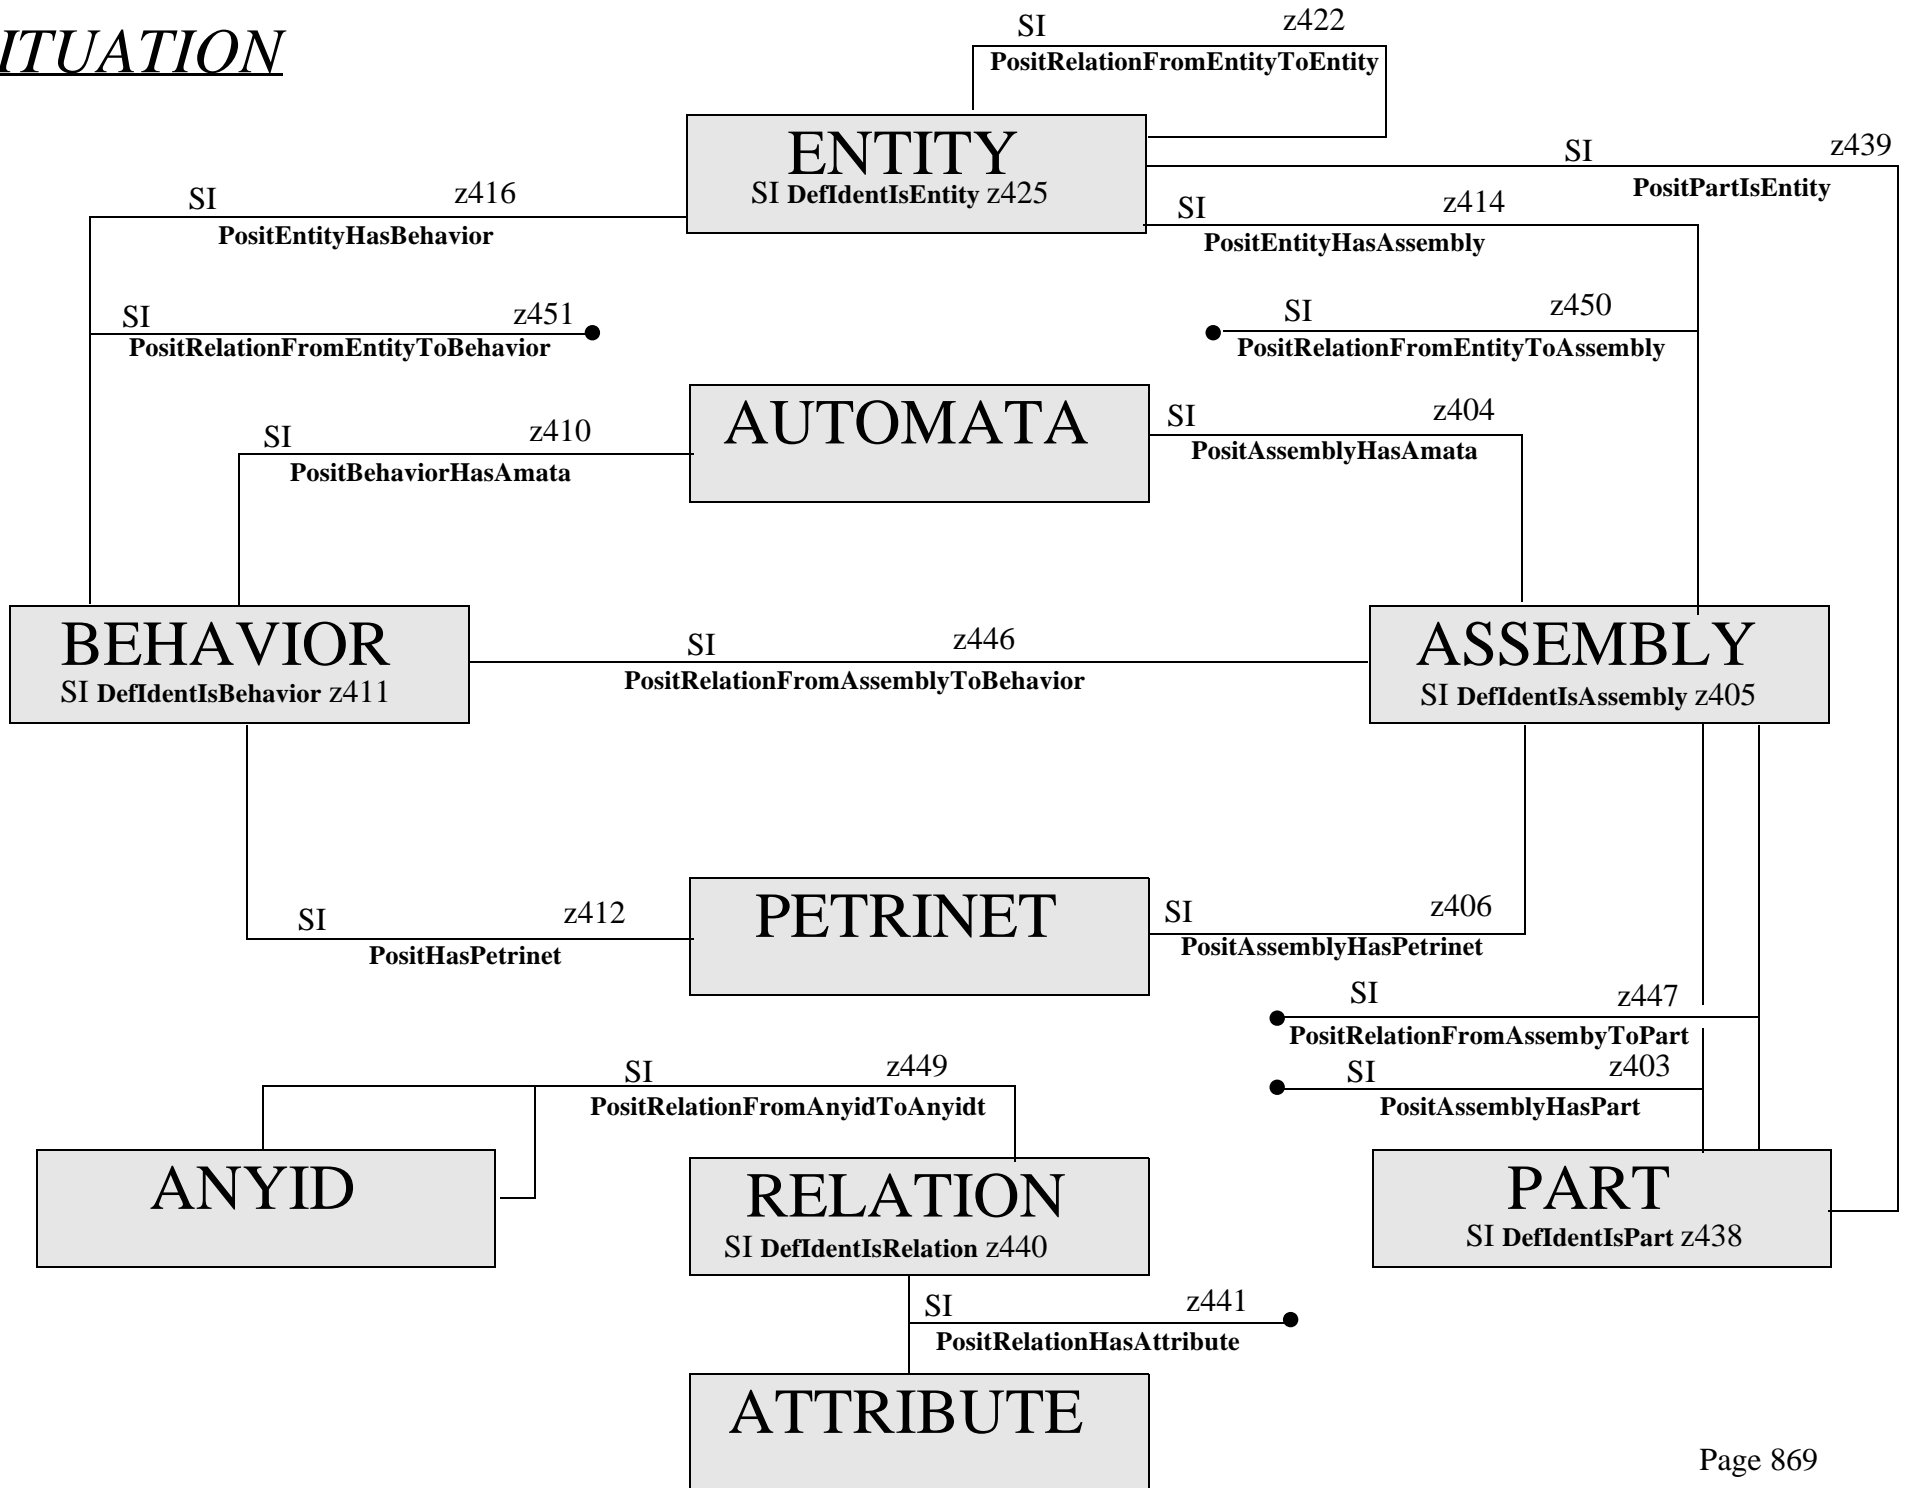 ITUATION
SI z422
PositRelationFromEntityToEntity
ENTITY
SI DefIdentIsEntity z425
SI z439
PositPartIsEntity
SI z416
PositEntityHasBehavior
SI z414
PositEntityHasAssembly
SI z451
PositRelationFromEntityToBehavior
SI z450
PositRelationFromEntityToAssembly
AUTOMATA
SI z410
PositBehaviorHasAmata
SI z404
PositAssemblyHasAmata
BEHAVIOR
SI DefIdentIsBehavior z411
SI z446
PositRelationFromAssemblyToBehavior
ASSEMBLY
SI DefIdentIsAssembly z405
PETRINET
SI z412
PositHasPetrinet
SI z406
PositAssemblyHasPetrinet
SI z447
PositRelationFromAssembyToPart
SI z403
PositAssemblyHasPart
SI z449
PositRelationFromAnyidToAnyidt
ANYID
RELATION
SI DefIdentIsRelation z440
PART
SI DefIdentIsPart z438
SI z441
PositRelationHasAttribute
ATTRIBUTE
Page 869